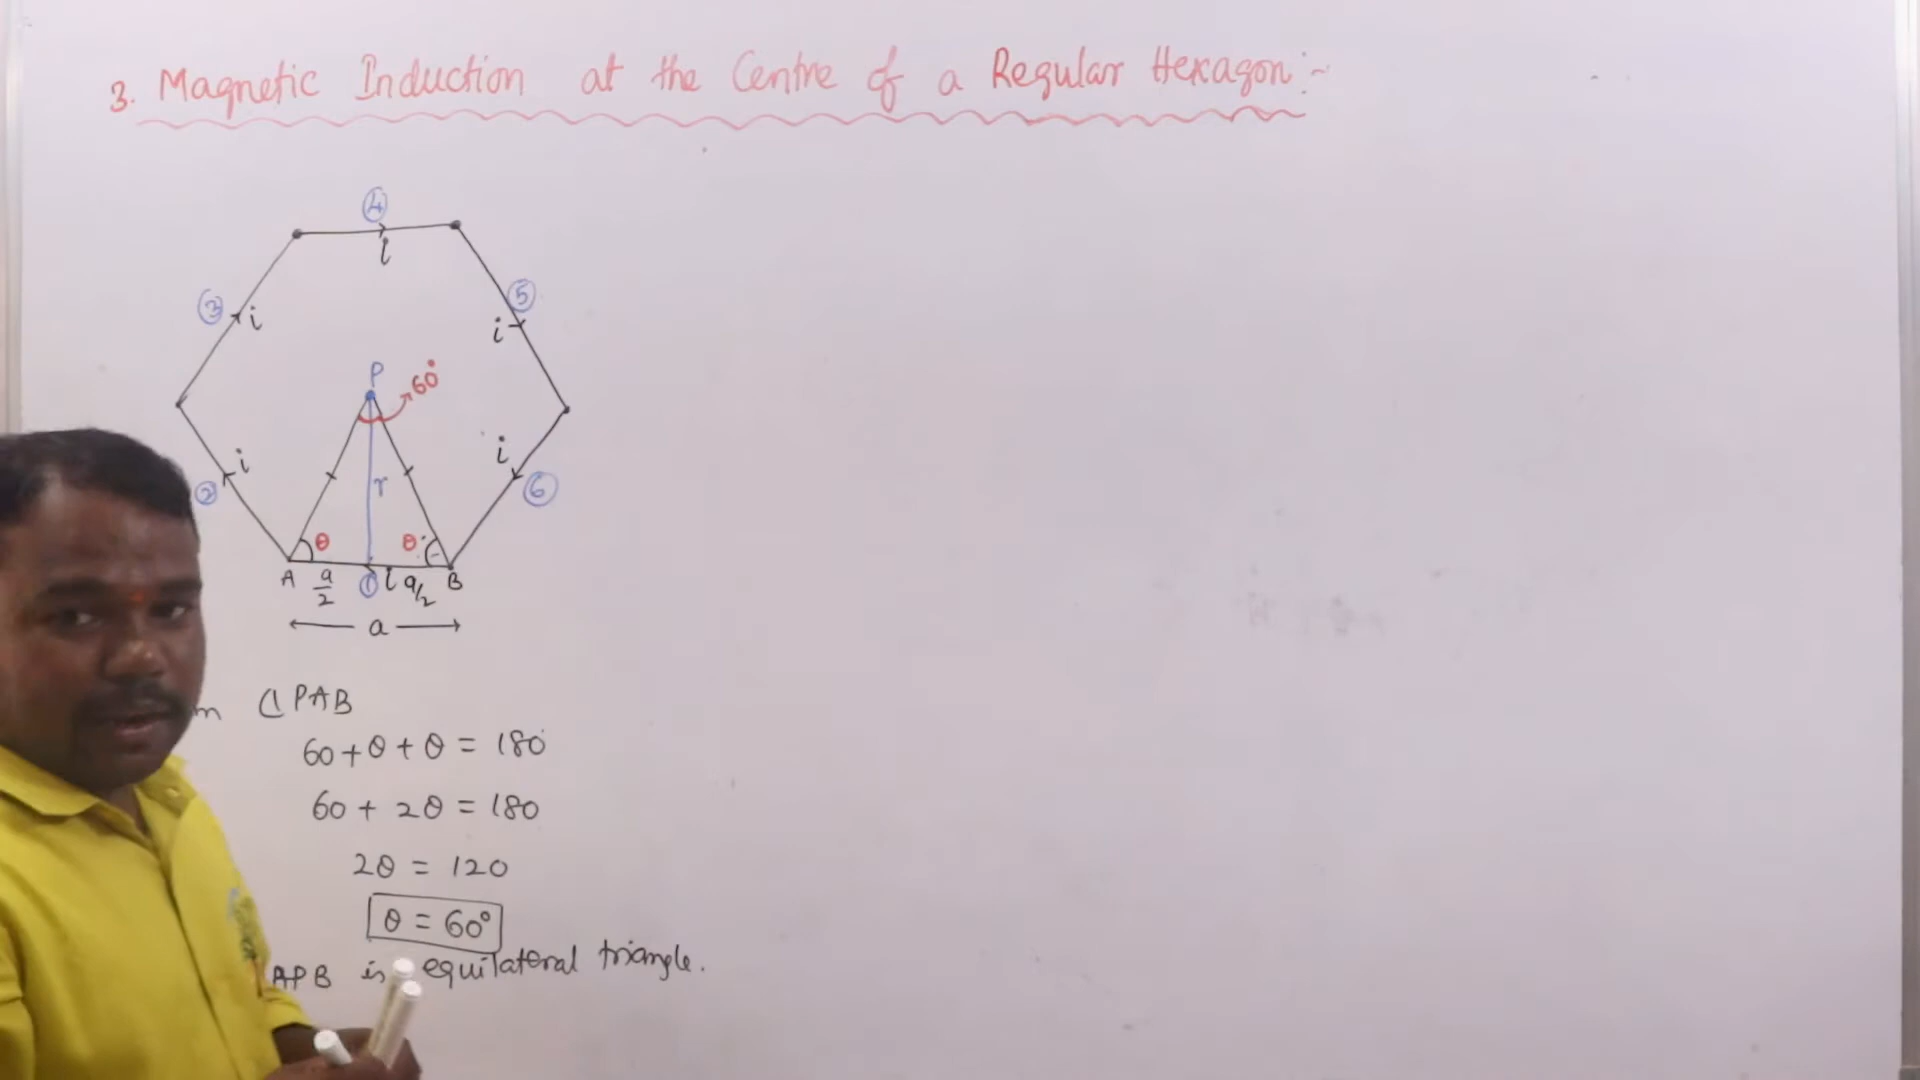 3. Magnetic Induction at the Centre of a Regular Hexagon:-
4
i
3
i
5
i
P
60°
i
2
r
i
6
θ
θ
A
a/2
1
i
a/2
B
a
m ∆ PAB
60 + θ + θ = 180
60 + 2θ = 180
2θ = 120
θ = 60°
APB is equilateral triangle.